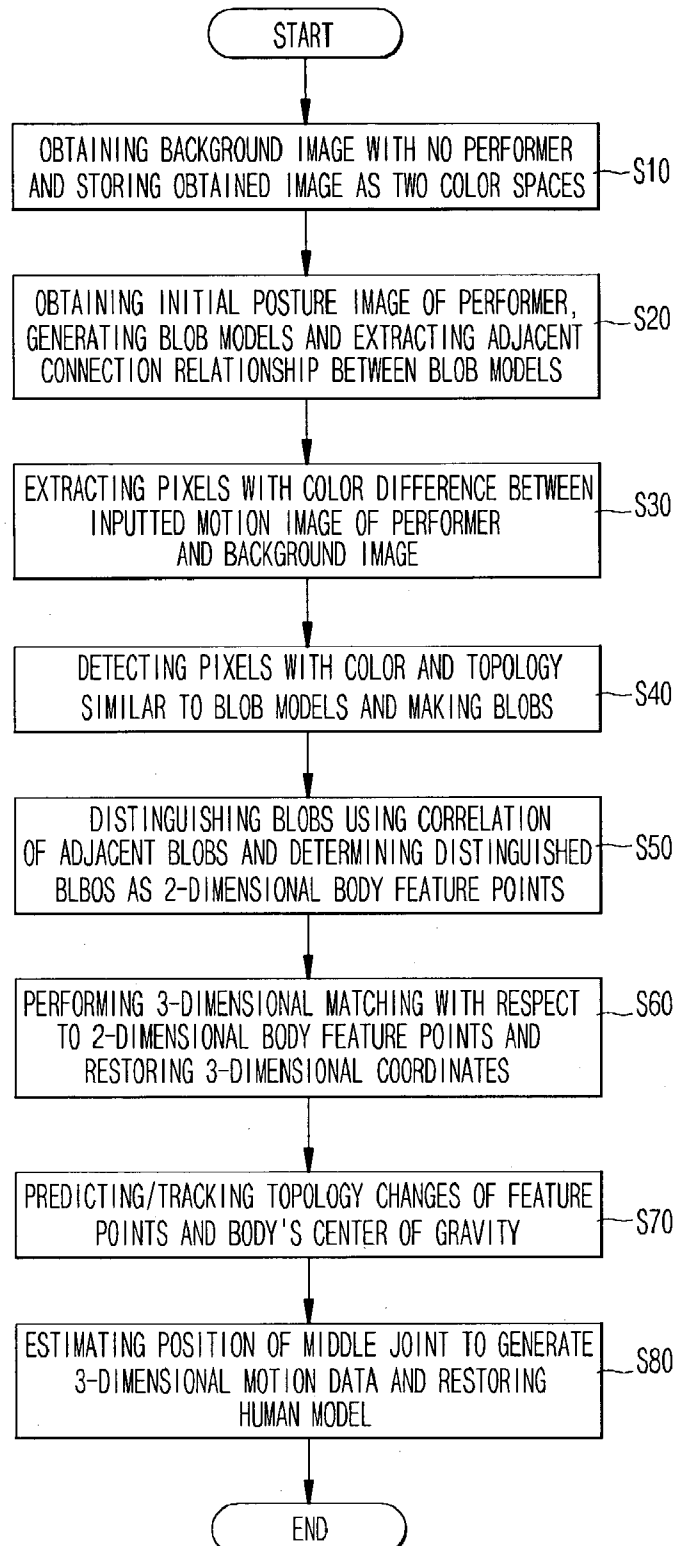 START
OBTAINING BACKGROUND IMAGE WITH NO PERFORMER
AND STORING OBTAINED IMAGE AS TWO COLOR SPACES
S10
OBTAINING INITIAL POSTURE IMAGE OF PERFORMER,
GENERATING BLOB MODELS AND EXTRACTING ADJACENT
CONNECTION RELATIONSHIP BETWEEN BLOB MODELS
S20
EXTRACTING PIXELS WITH COLOR DIFFERENCE BETWEEN
INPUTTED MOTION IMAGE OF PERFORMER
AND BACKGROUND IMAGE
S30
DETECTING PIXELS WITH COLOR AND TOPOLOGY
SIMILAR TO BLOB MODELS AND MAKING BLOBS
S40
DISTINGUISHING BLOBS USING CORRELATION
OF ADJACENT BLOBS AND DETERMINING DISTINGUISHED
BLBOS AS 2-DIMENSIONAL BODY FEATURE POINTS
S50
PERFORMING 3-DIMENSIONAL MATCHING WITH RESPECT
TO 2-DIMENSIONAL BODY FEATURE POINTS AND
RESTORING 3-DIMENSIONAL COORDINATES
S60
PREDICTING/TRACKING TOPOLOGY CHANGES OF FEATURE
POINTS AND BODY'S CENTER OF GRAVITY
S70
ESTIMATING POSITION OF MIDDLE JOINT TO GENERATE
3-DIMENSIONAL MOTION DATA AND RESTORING
HUMAN MODEL
S80
END